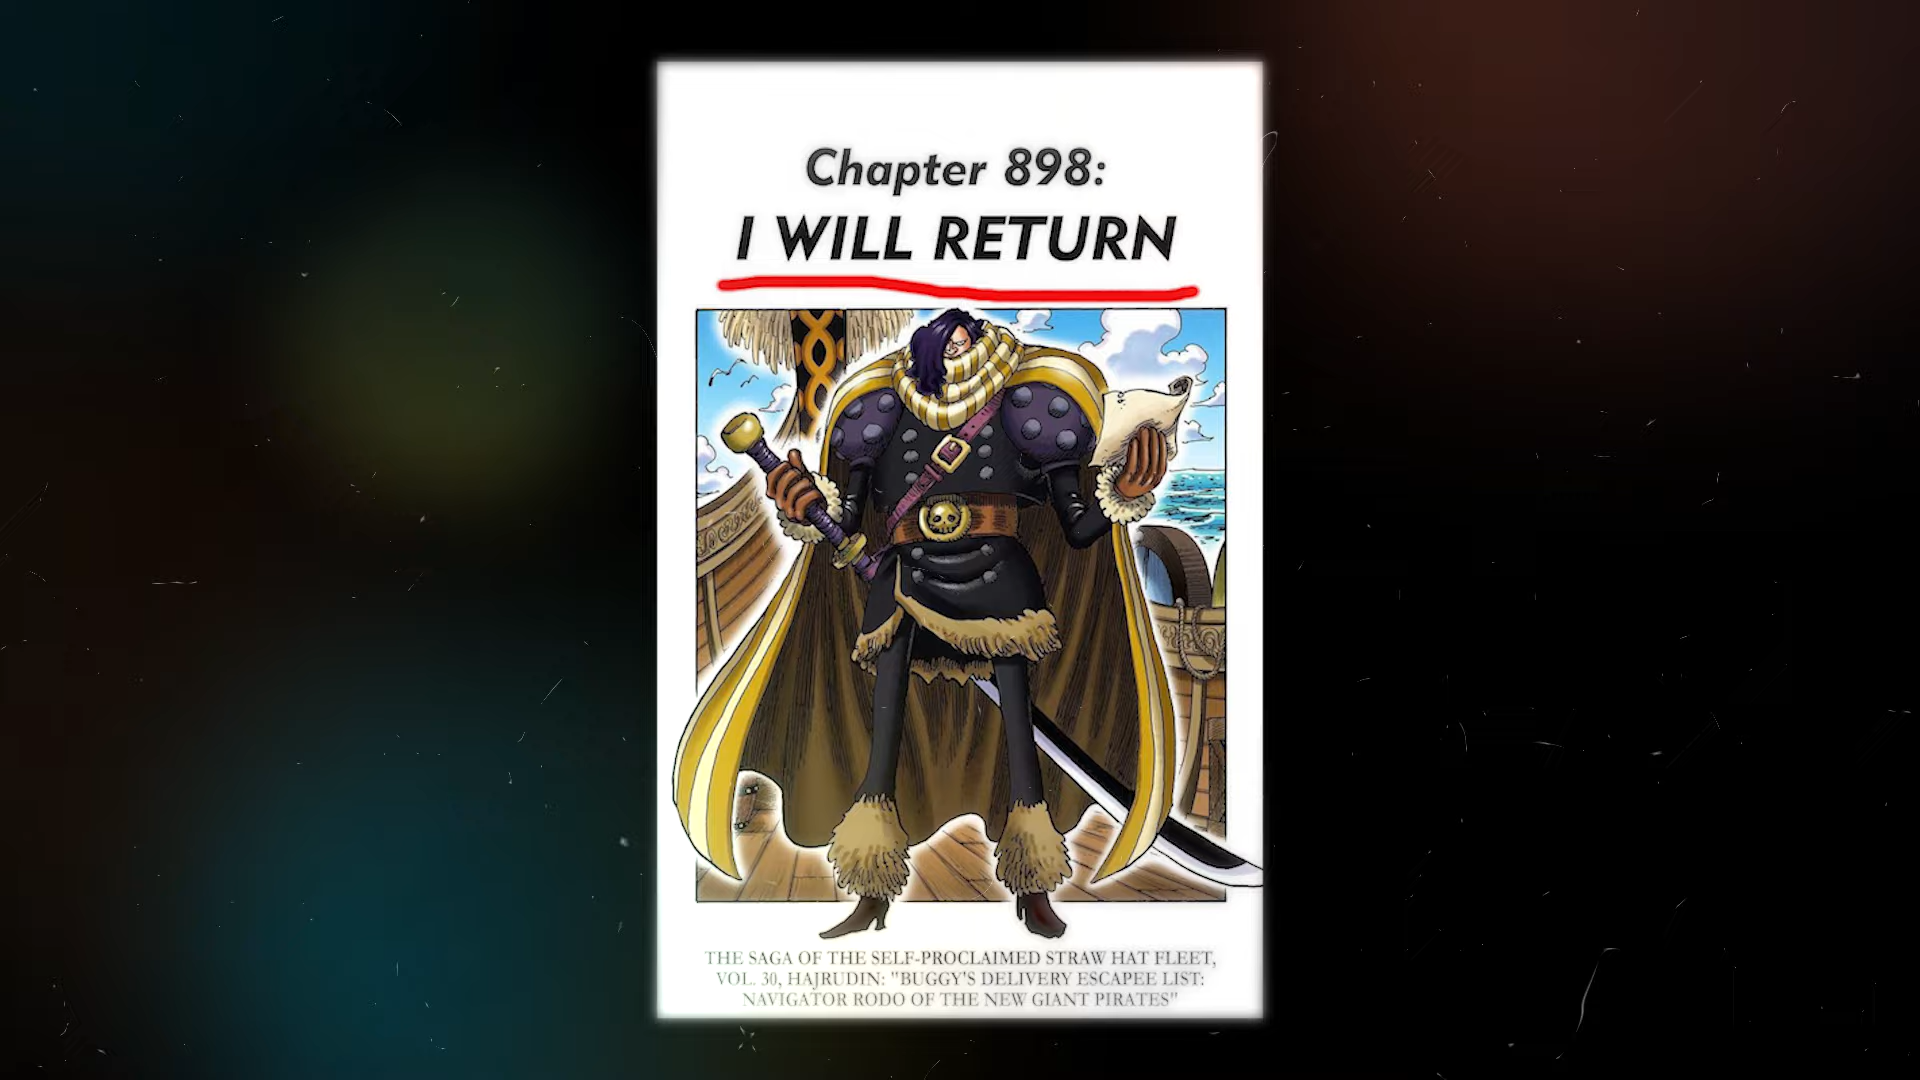 Chapter 898:
I WILL RETURN
THE SAGA OF THE SELF-PROCLAIMED STRAW HAT FLEET,
VOL. 30, HAJRUDIN: "BUGGY'S DELIVERY ESCAPEE LIST:
NAVIGATOR RODO OF THE NEW GIANT PIRATES"